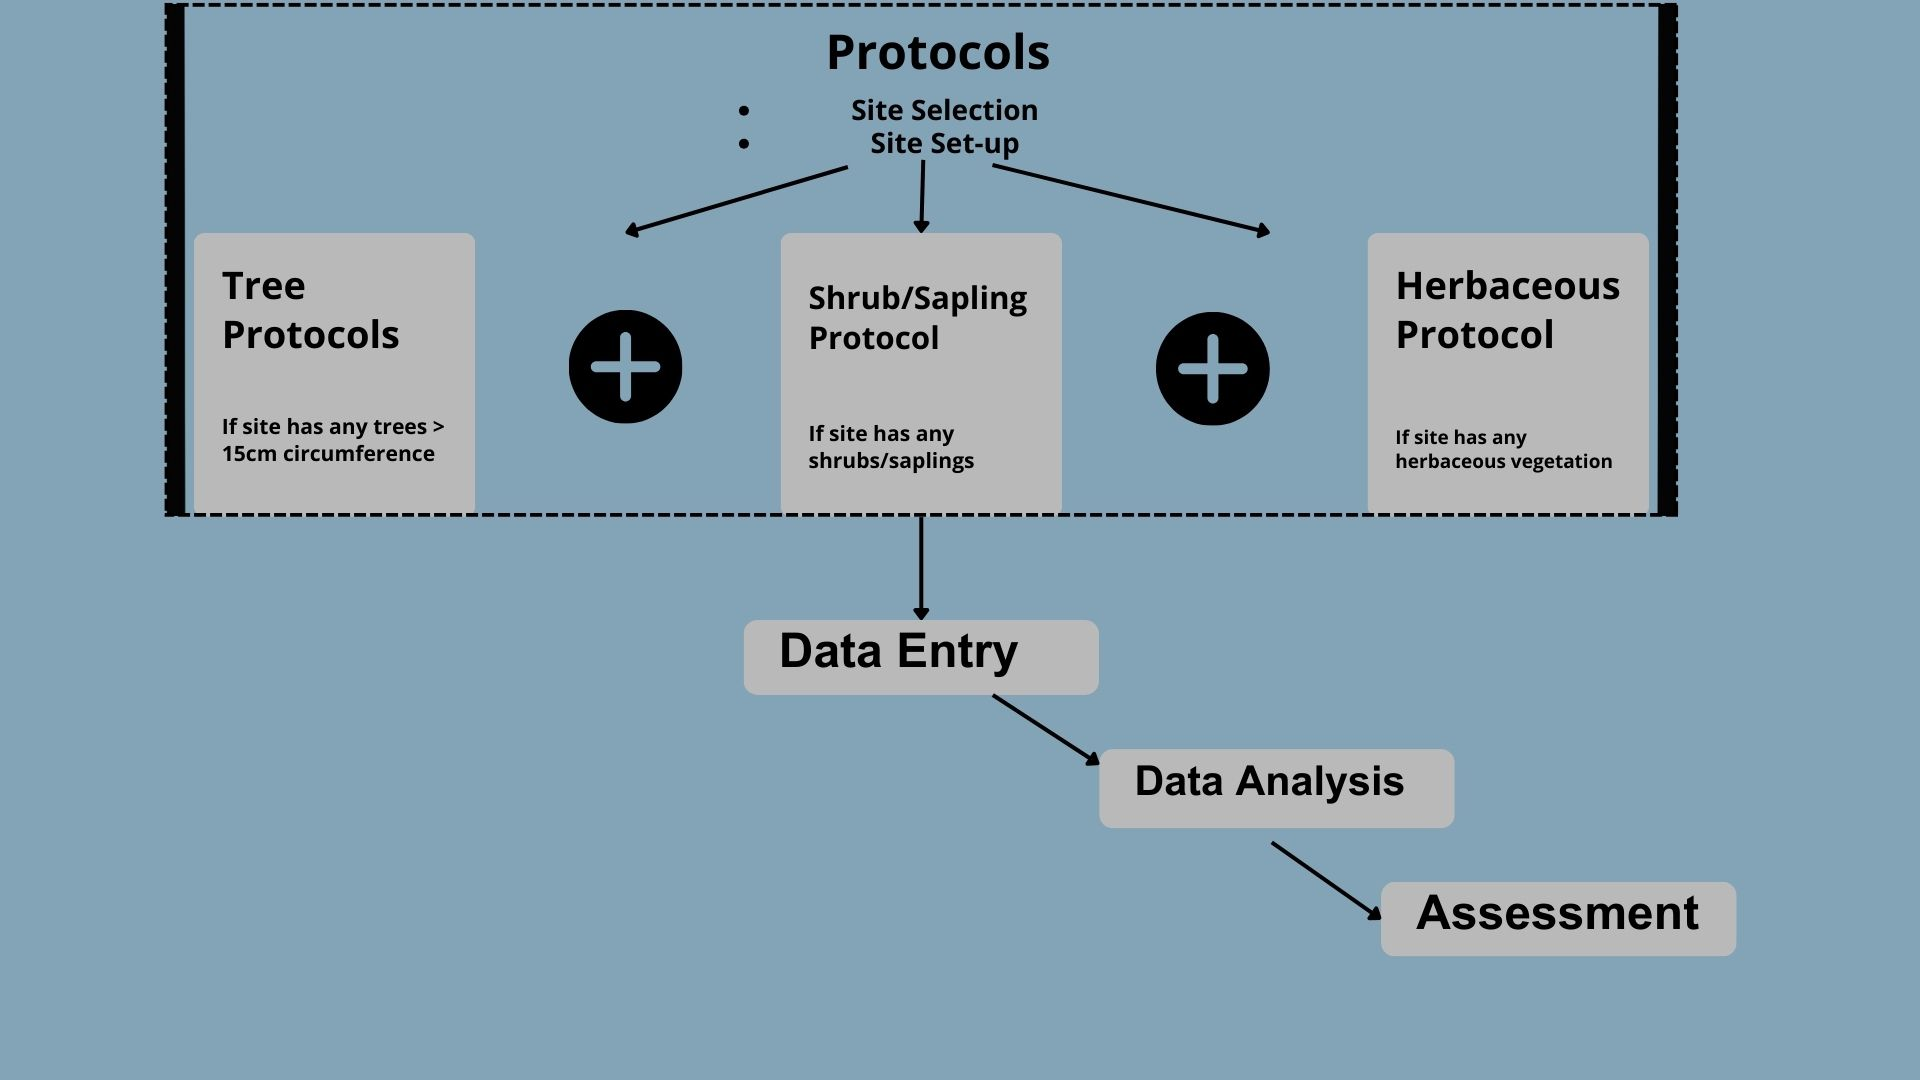 Protocols
• Site Selection
• Site Set-up
Tree
Protocols
If site has any trees >
15cm circumference
Shrub/Sapling
Protocol
If site has any
shrubs/saplings
Herbaceous
Protocol
If site has any
herbaceous vegetation
Data Entry
Data Analysis
Assessment